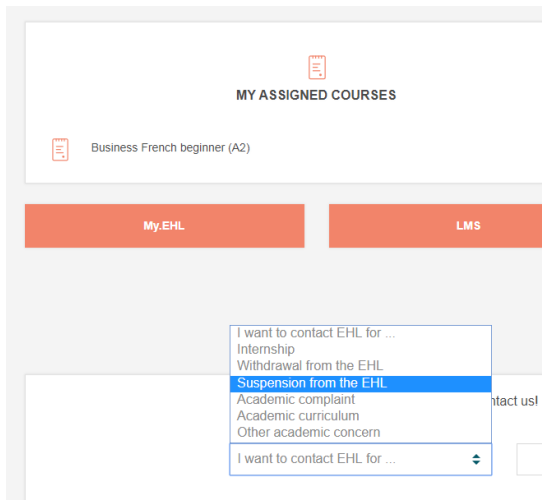 MY ASSIGNED COURSES
Business French beginner (A2)
My.EHL
LMS
I want to contact EHL for ...
Internship
Withdrawal from the EHL
Suspension from the EHL
Academic complaint
Academic curriculum
Other academic concern
ntact us!
I want to contact EHL for ...